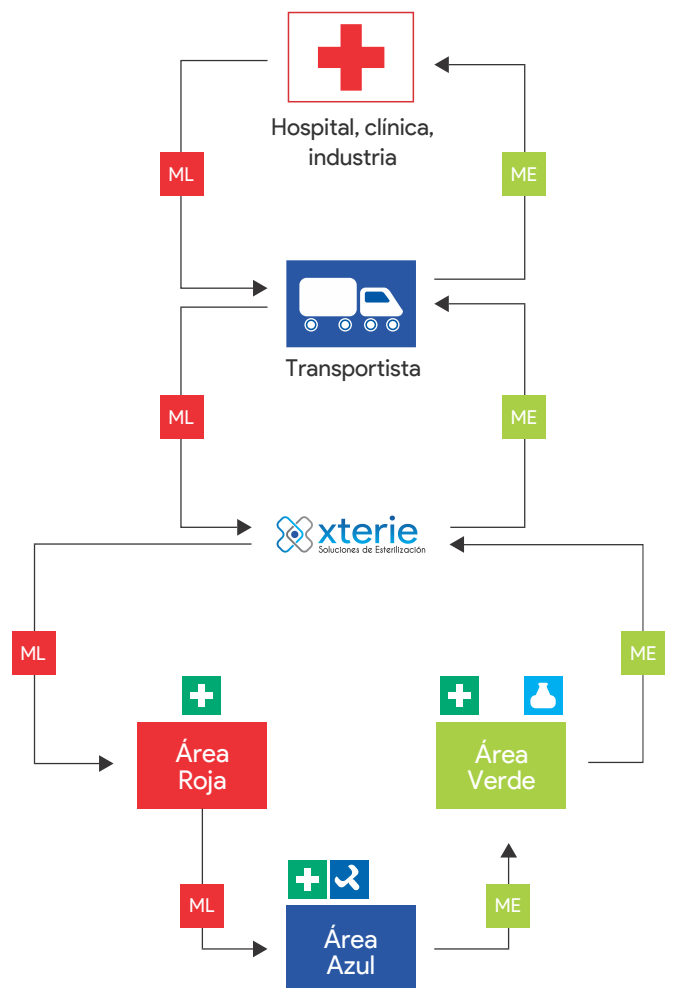 Hospital, clínica,
industria
ML
ME
Transportista
ML
ME
xterie
Soluciones de Esterilización
ML
ME
Área
Roja
Área
Verde
ML
ME
Área
Azul